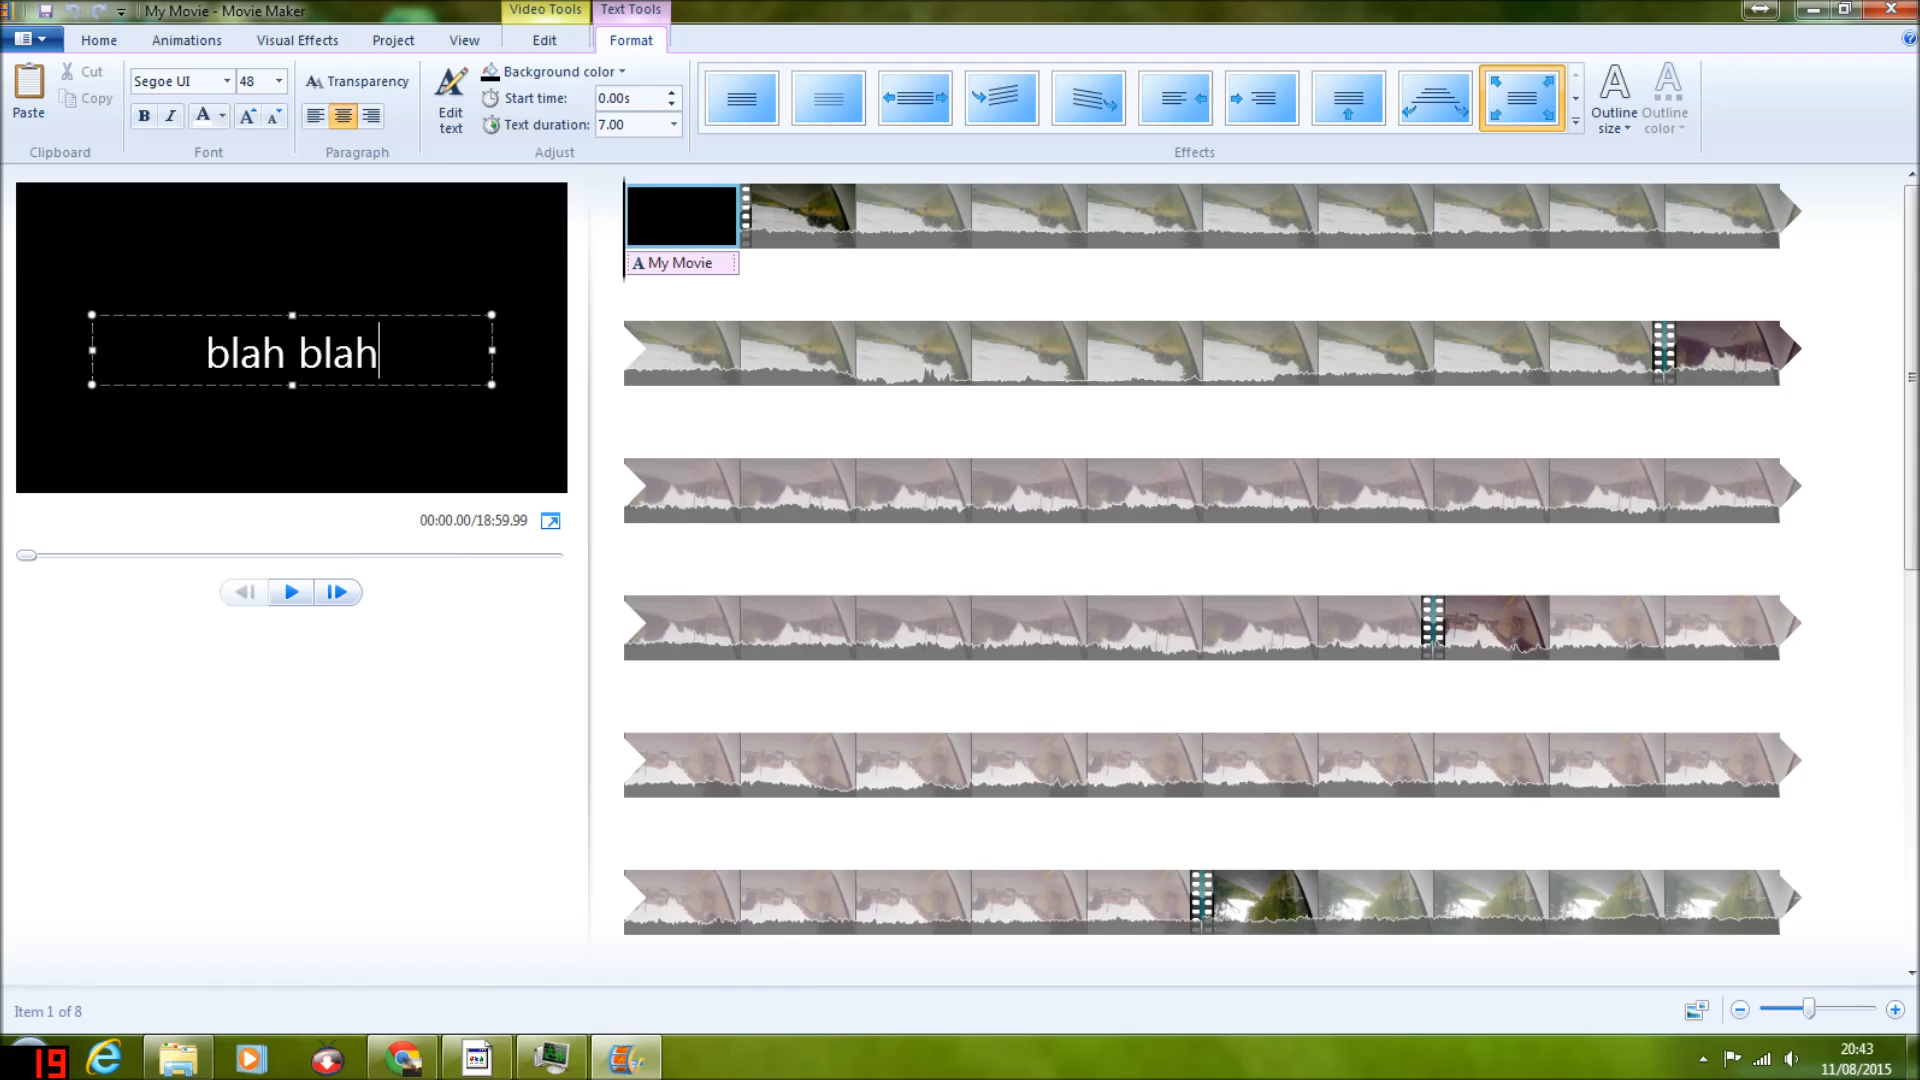 My Movie - Movie Maker
Video Tools
Text Tools
Home
Animations
Visual Effects
Project
View
Edit
Format
Paste
Cut
Copy
Clipboard
Segoe UI
48
B I A A A
Font
A A Transparency
Paragraph
Edit text
Background color
Start time: 0.00s
Text duration: 7.00
Adjust
Effects
Outline size
Outline color
blah blah
00:00.00/18:59.99
A My Movie
Item 1 of 8
19
20:43
11/08/2015